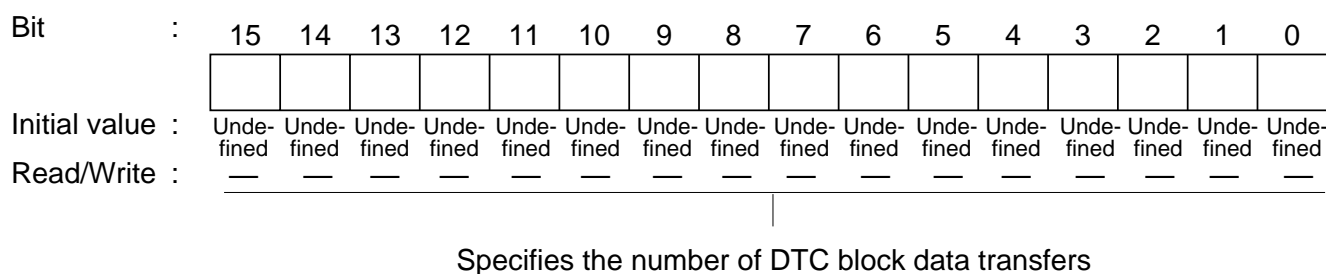 Bit : 15 14 13 12 11 10 9 8 7 6 5 4 3 2 1 0
Initial value : Unde- Unde- Unde- Unde- Unde- Unde- Unde- Unde- Unde- Unde- Unde- Unde- Unde- Unde- Unde- Unde-
fined fined fined fined fined fined fined fined fined fined fined fined fined fined fined fined
Read/Write : — — — — — — — — — — — — — — — —
Specifies the number of DTC block data transfers